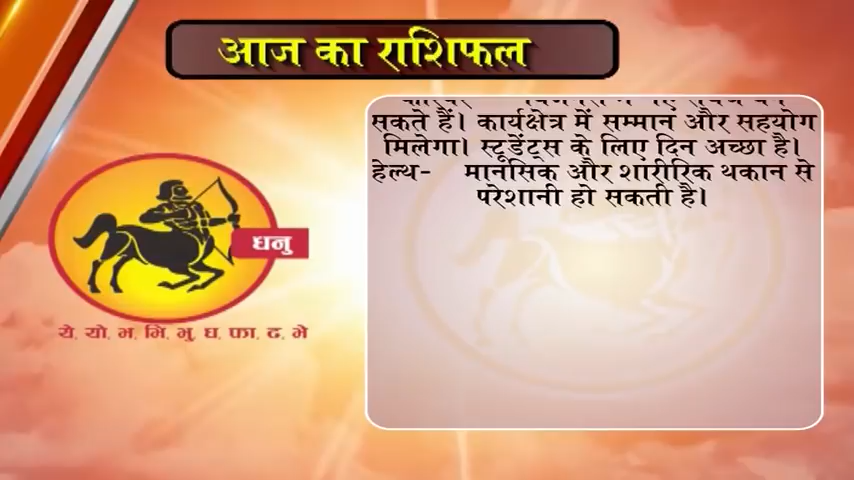 आज का राशिफल
सकते हैं। कार्यक्षेत्र में सम्मान और सहयोग
मिलेगा। स्टूडेंट्स के लिए दिन अच्छा है।
हेल्थ- मानसिक और शारीरिक थकान से
परेशानी हो सकती है।
धनु
ये, यो, भ, भि, भु, ध, फा, ढ, भे